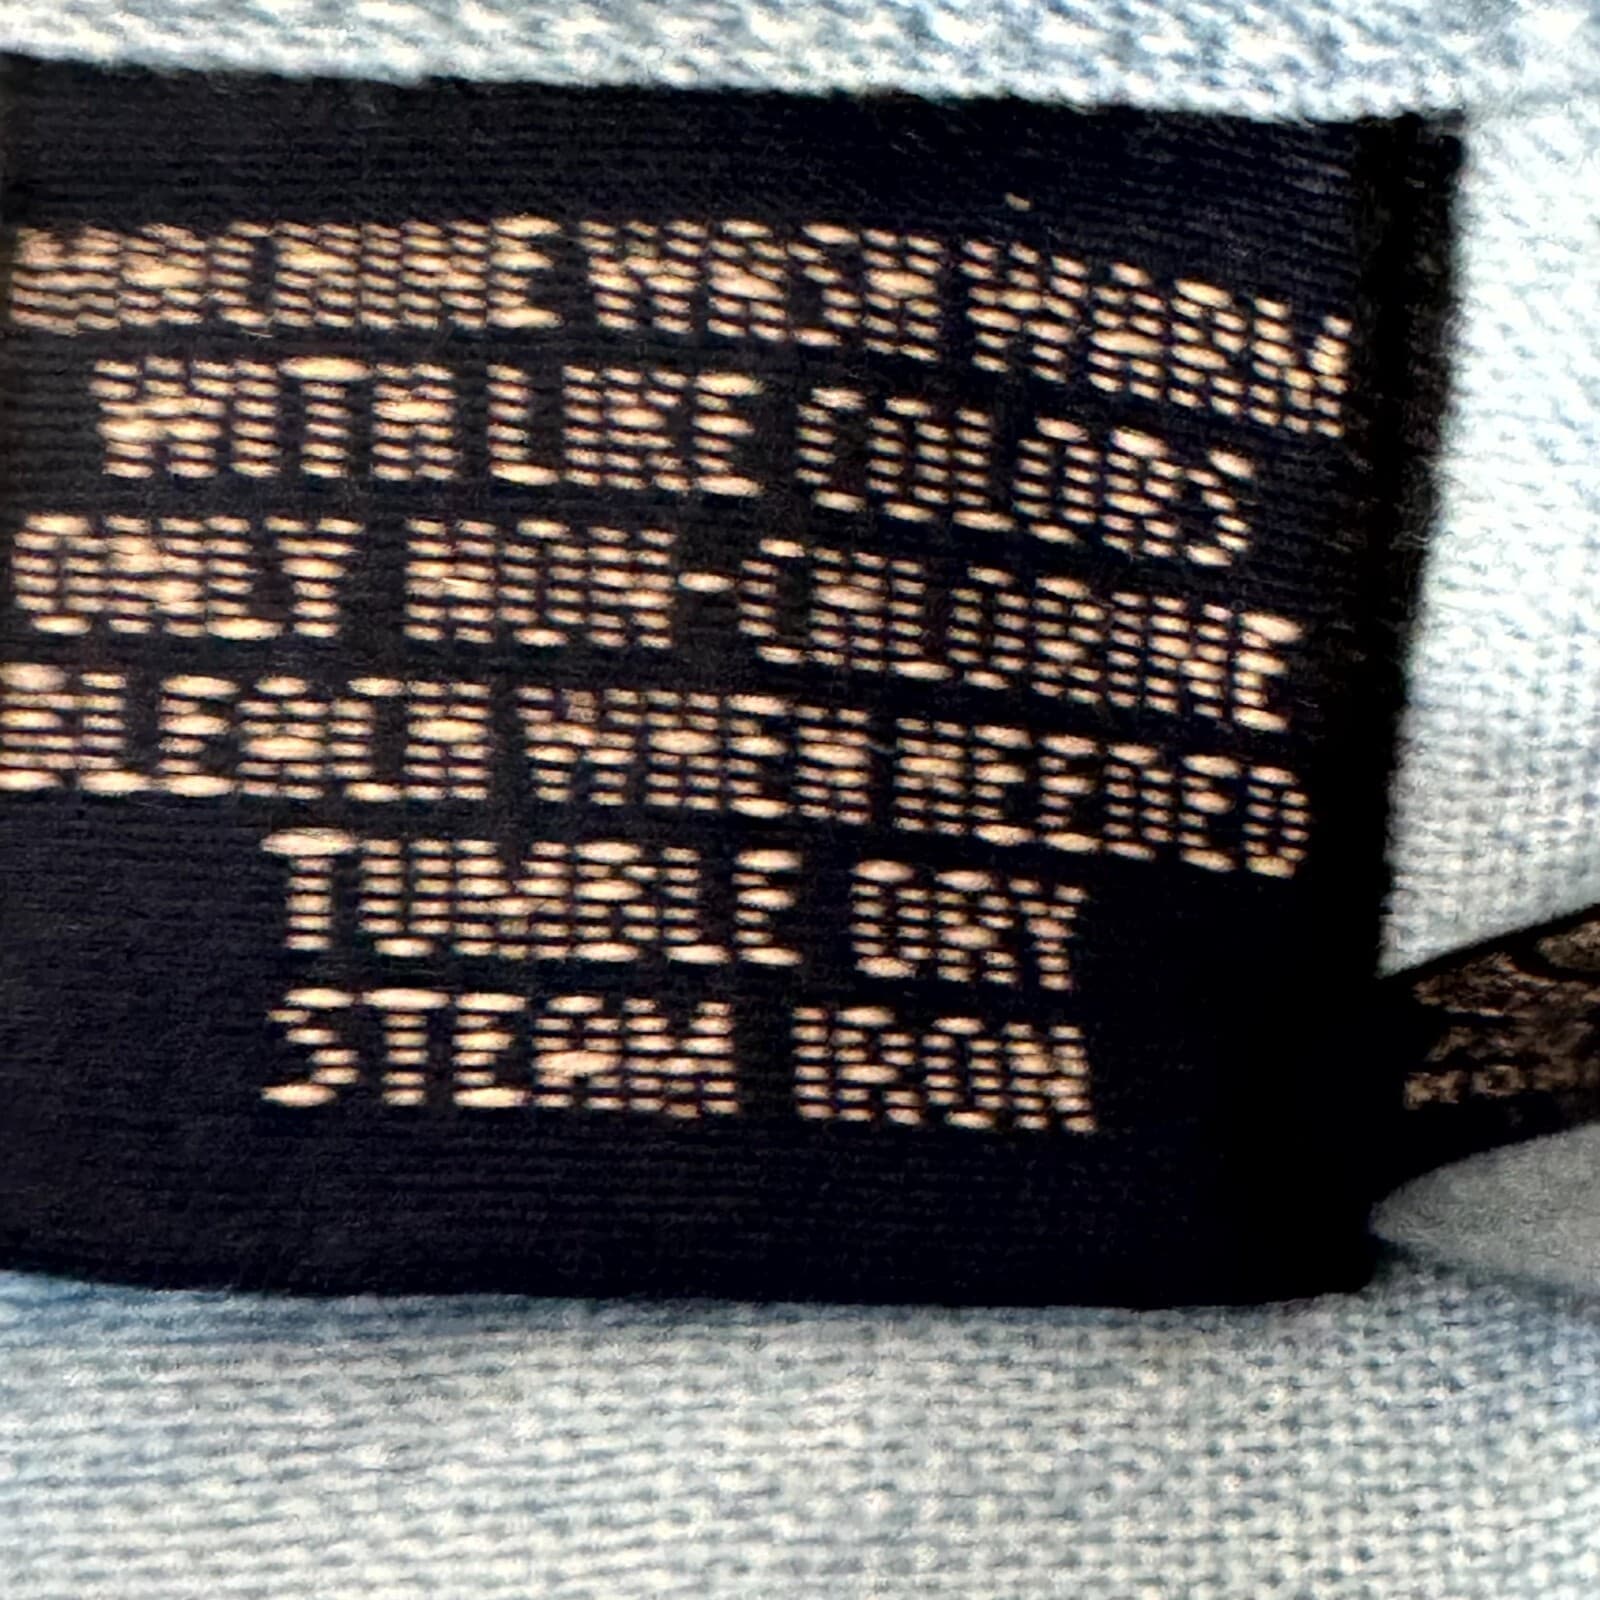 MACHINE WASH WARM
WITH LIKE COLORS
ONLY NON-CHLORINE
BLEACH WHEN NEEDED
TUMBLE DRY
STEAM IRON